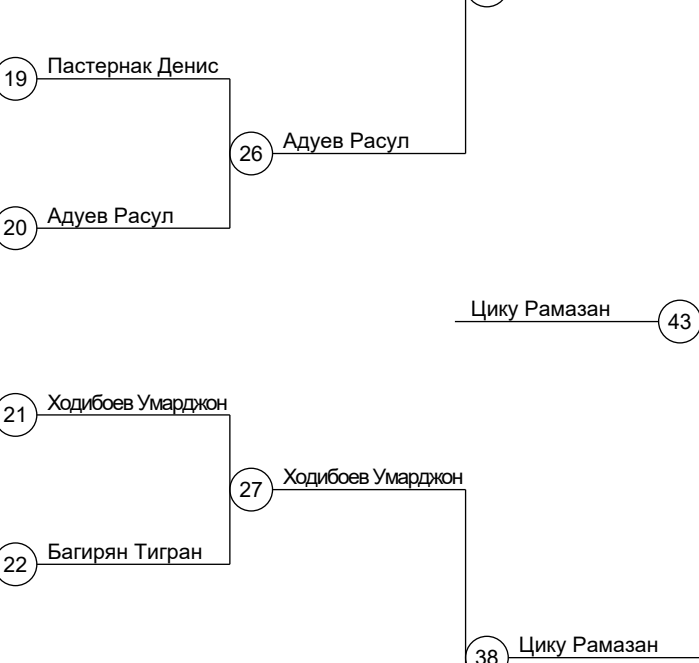 19 Пастернак Денис
26 Адуев Расул
20 Адуев Расул
Цику Рамазан 43
21 Ходибоев Умарджон
27 Ходибоев Умарджон
22 Багирян Тигран
38 Цику Рамазан